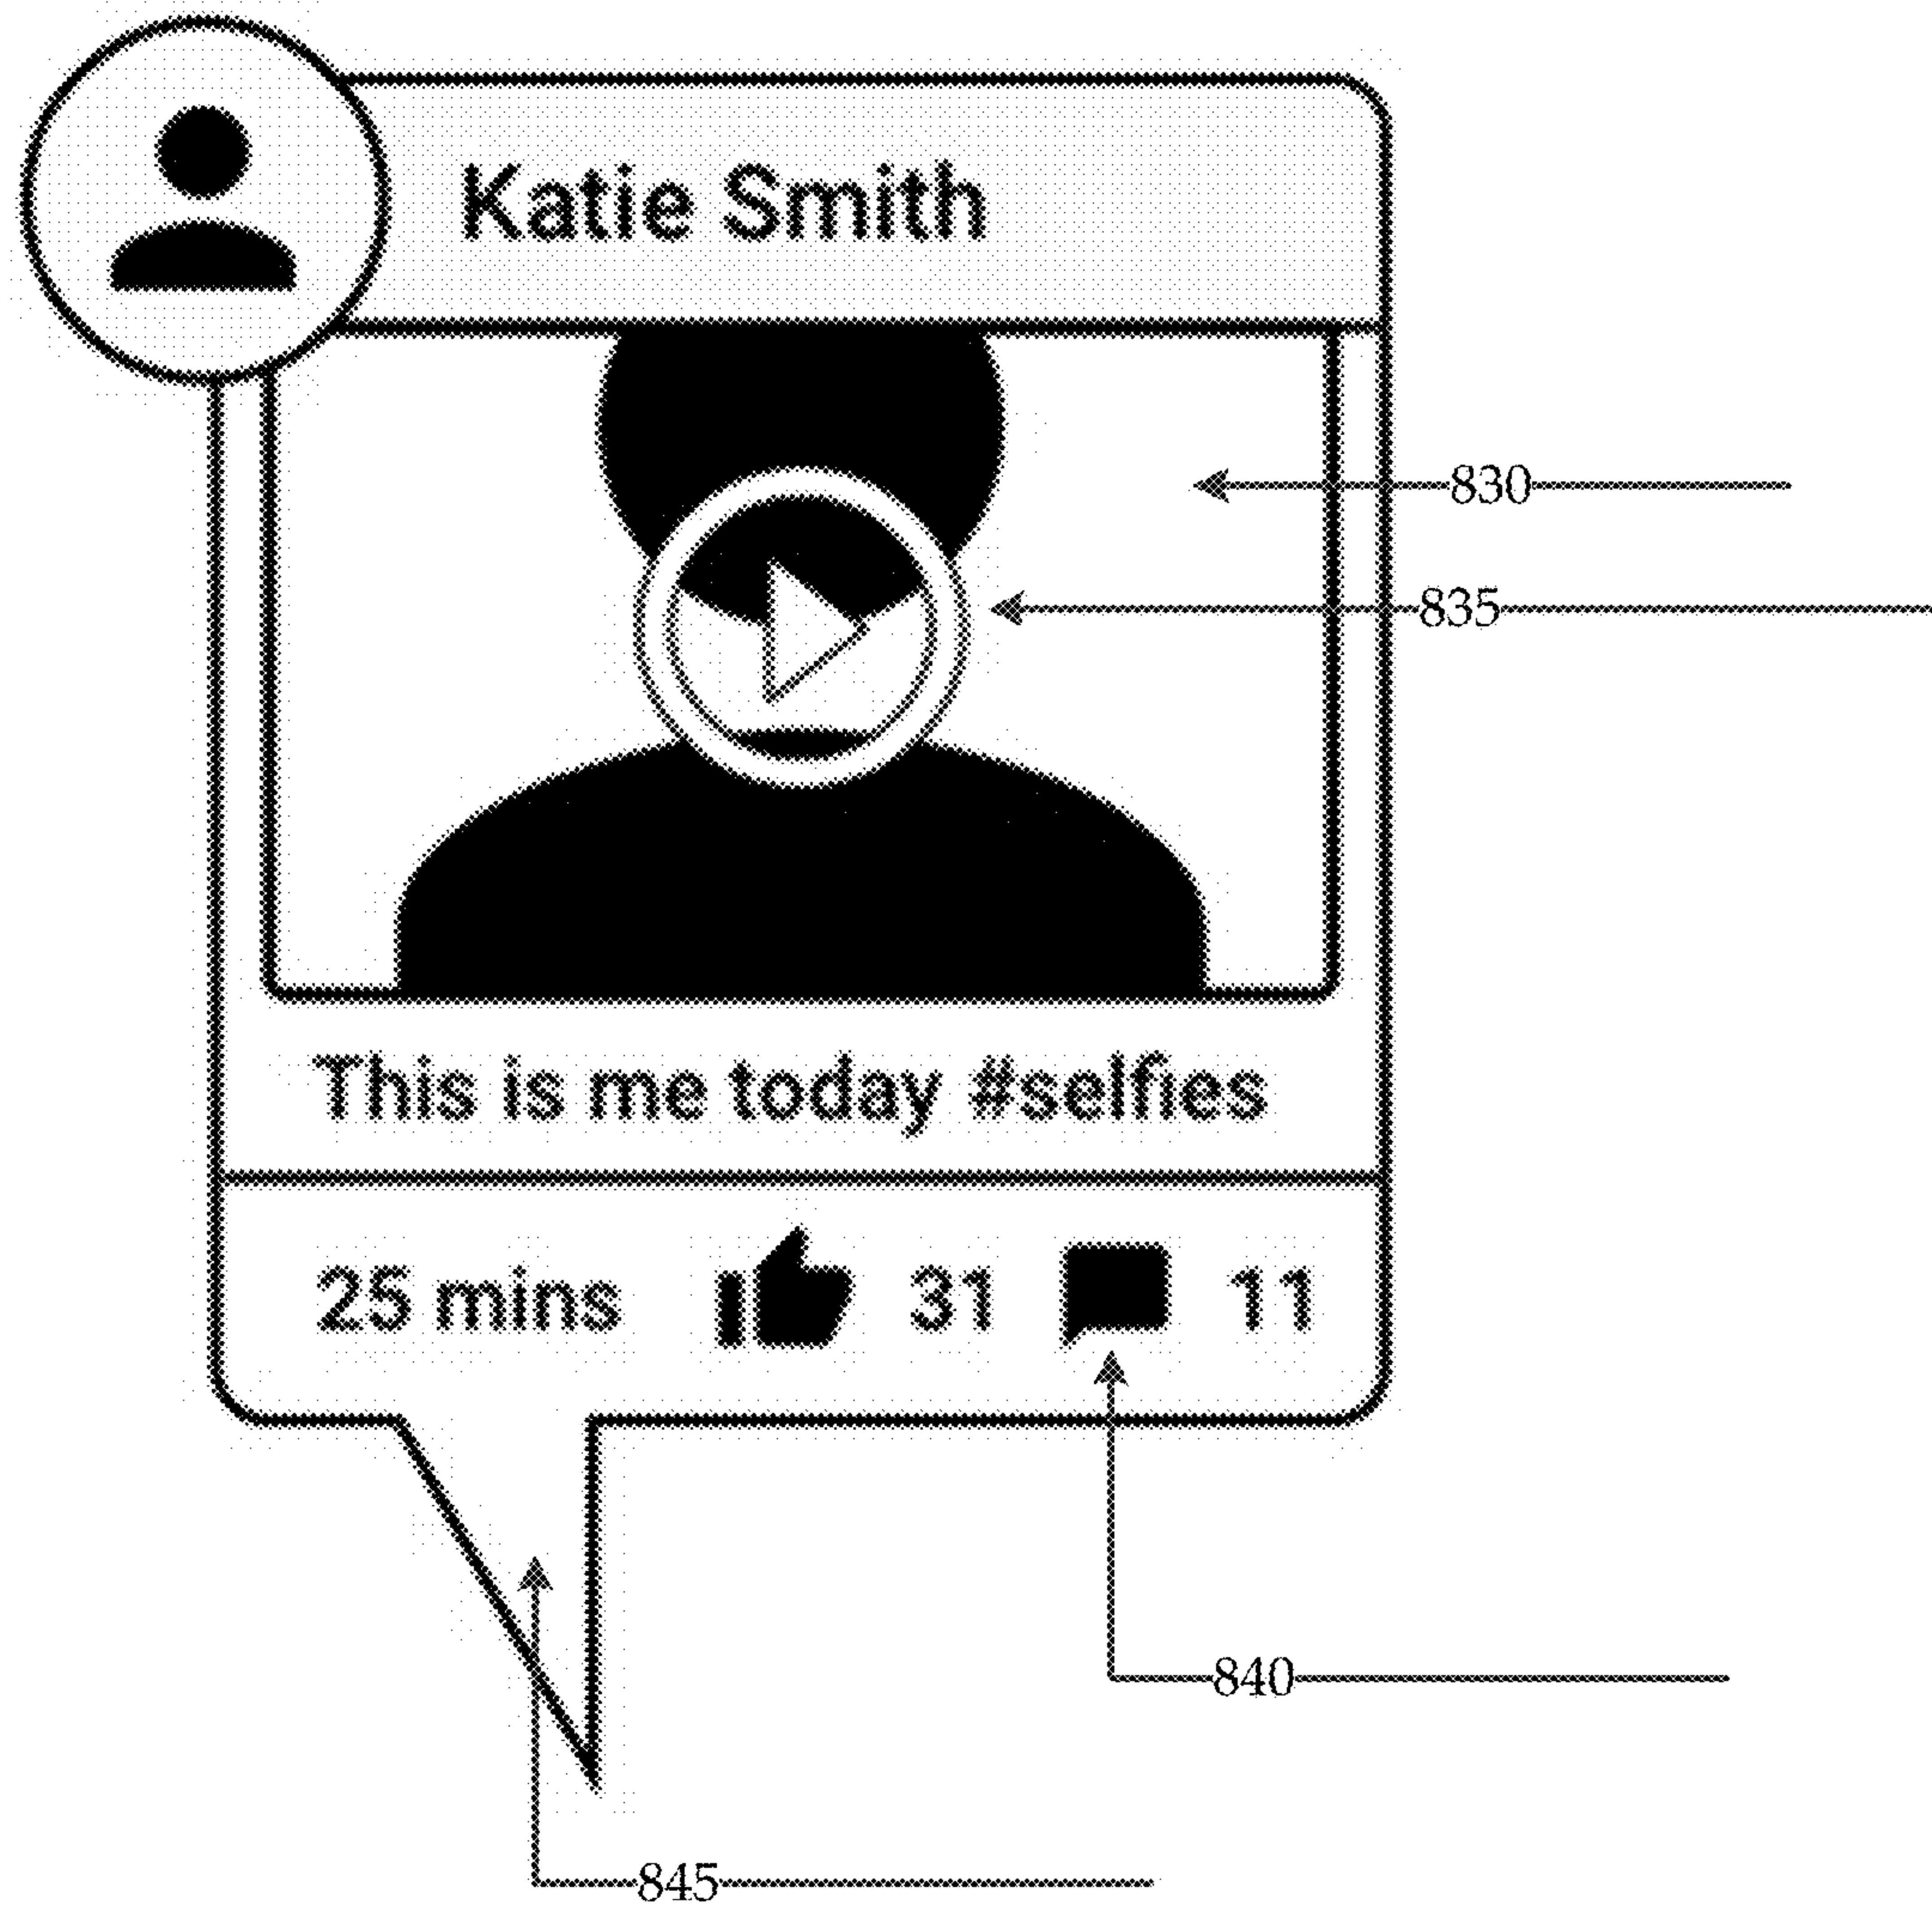 Katie Smith
830
835
This is me today #selfies
25 mins 31 11
840
845